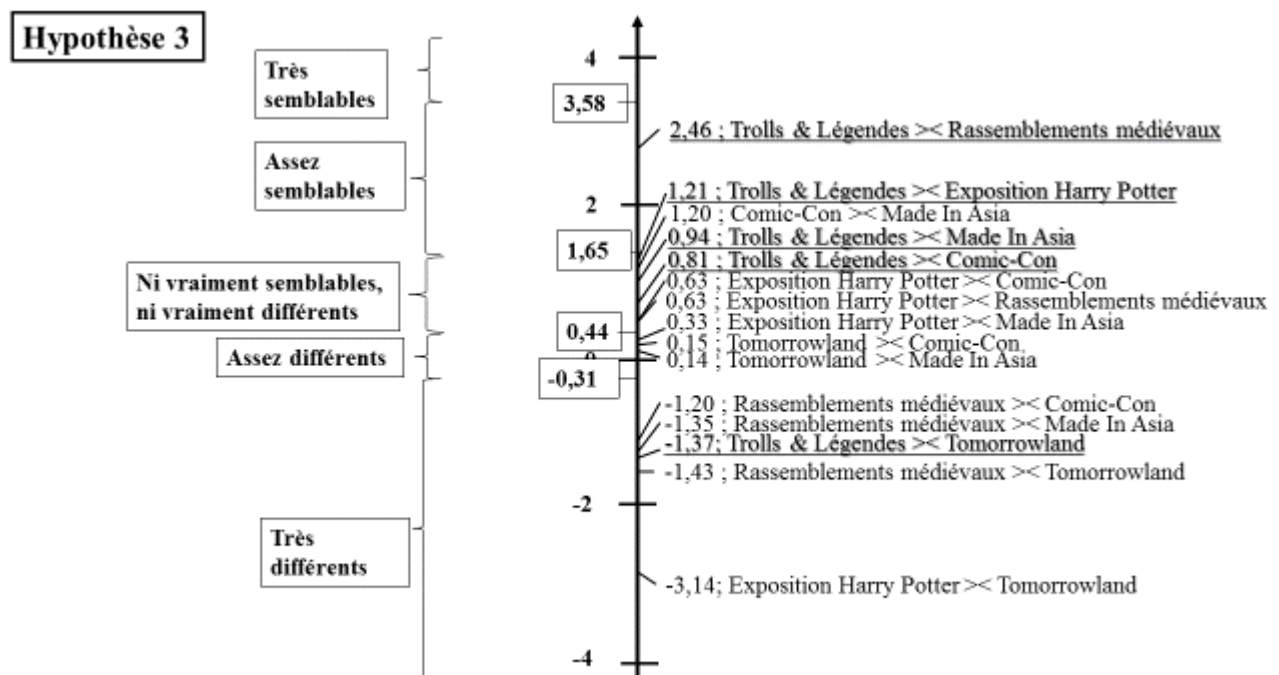 Hypothèse 3
Très
semblables
Assez
semblables
Ni vraiment semblables,
ni vraiment différents
Assez différents
Très
différents
4
3,58
2
1,65
0,44
0
-0,31
-2
-4
2,46 ; Trolls & Légendes >< Rassemblements médiévaux
1,21 ; Trolls & Légendes >< Exposition Harry Potter
1,20 ; Comic-Con >< Made In Asia
0,94 ; Trolls & Légendes >< Made In Asia
0,81 ; Trolls & Légendes >< Comic-Con
0,63 ; Exposition Harry Potter >< Comic-Con
0,63 ; Exposition Harry Potter >< Rassemblements médiévaux
0,33 ; Exposition Harry Potter >< Made In Asia
0,15 ; Tomorrowland >< Comic-Con
0,14 ; Tomorrowland >< Made In Asia
-1,20 ; Rassemblements médiévaux >< Comic-Con
-1,35 ; Rassemblements médiévaux >< Made In Asia
-1,37; Trolls & Légendes >< Tomorrowland
-1,43 ; Rassemblements médiévaux >< Tomorrowland
-3,14; Exposition Harry Potter >< Tomorrowland